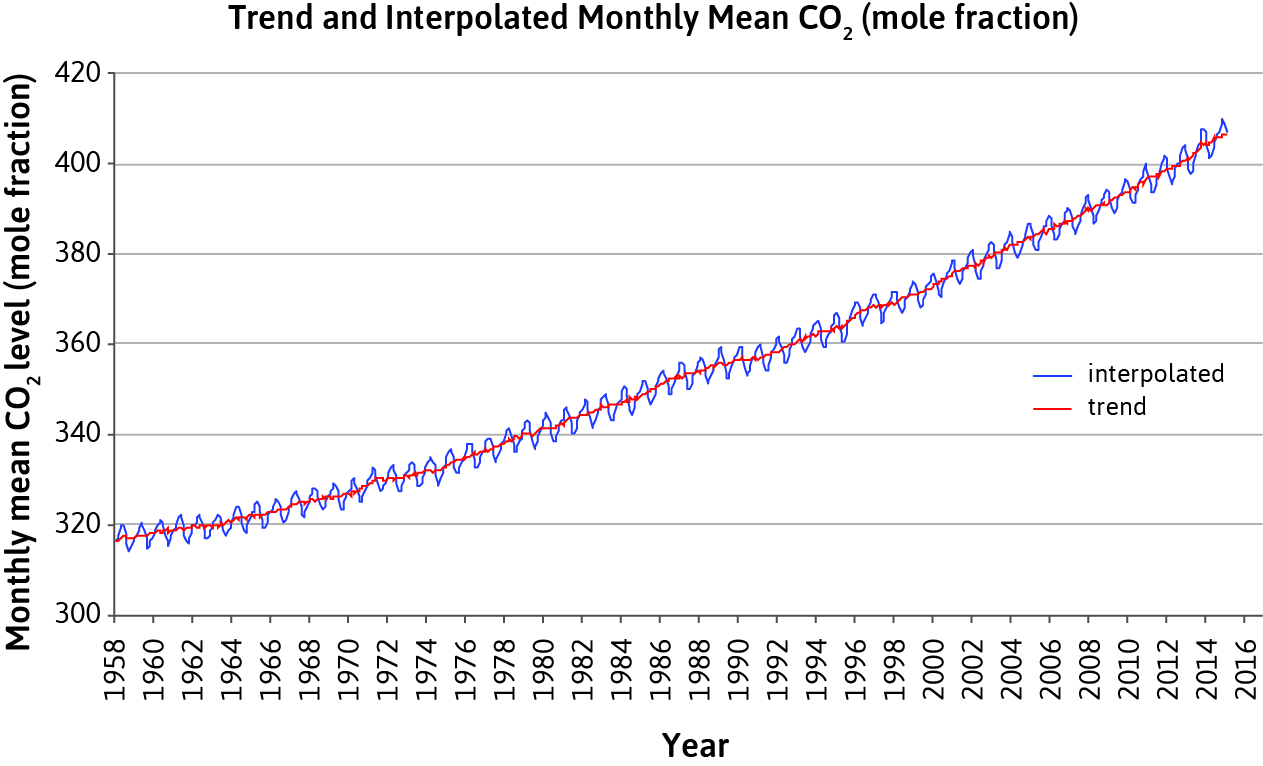 Trend and Interpolated Monthly Mean CO₂ (mole fraction)
Monthly mean CO₂ level (mole fraction)
420
400
380
360
340
320
300
interpolated
trend
1958 1960 1962 1964 1966 1968 1970 1972 1974 1976 1978 1980 1982 1984 1986 1988 1990 1992 1994 1996 1998 2000 2002 2004 2006 2008 2010 2012 2014 2016
Year